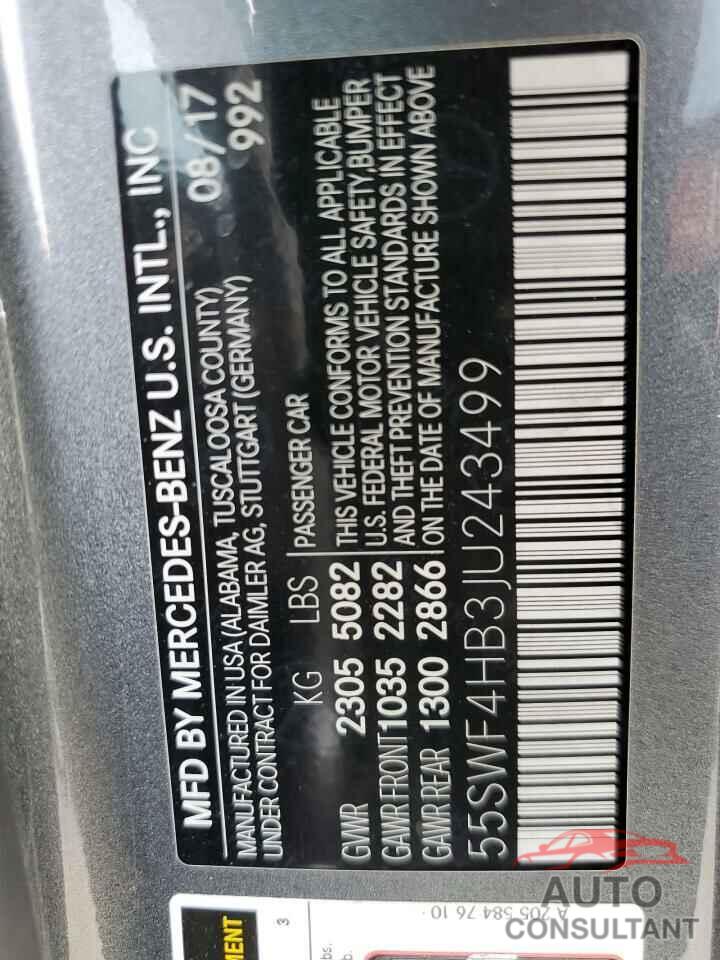 MFD BY MERCEDES-BENZ U.S. INTL., INC
MANUFACTURED IN USA (ALABAMA, TUSCALOOSA COUNTY) 08/17
UNDER CONTRACT FOR DAIMLER AG, STUTTGART (GERMANY) 992
KG LBS PASSENGER CAR
GVWR 2305 5082 THIS VEHICLE CONFORMS TO ALL APPLICABLE
GAWR FRONT 1035 2282 U.S. FEDERAL MOTOR VEHICLE SAFETY,BUMPER
AND THEFT PREVENTION STANDARDS IN EFFECT
GAWR REAR 1300 2866 ON THE DATE OF MANUFACTURE SHOWN ABOVE
55SWF4HB3JU243499
A 205 584 76 10
3
AUTO
CONSULTANT